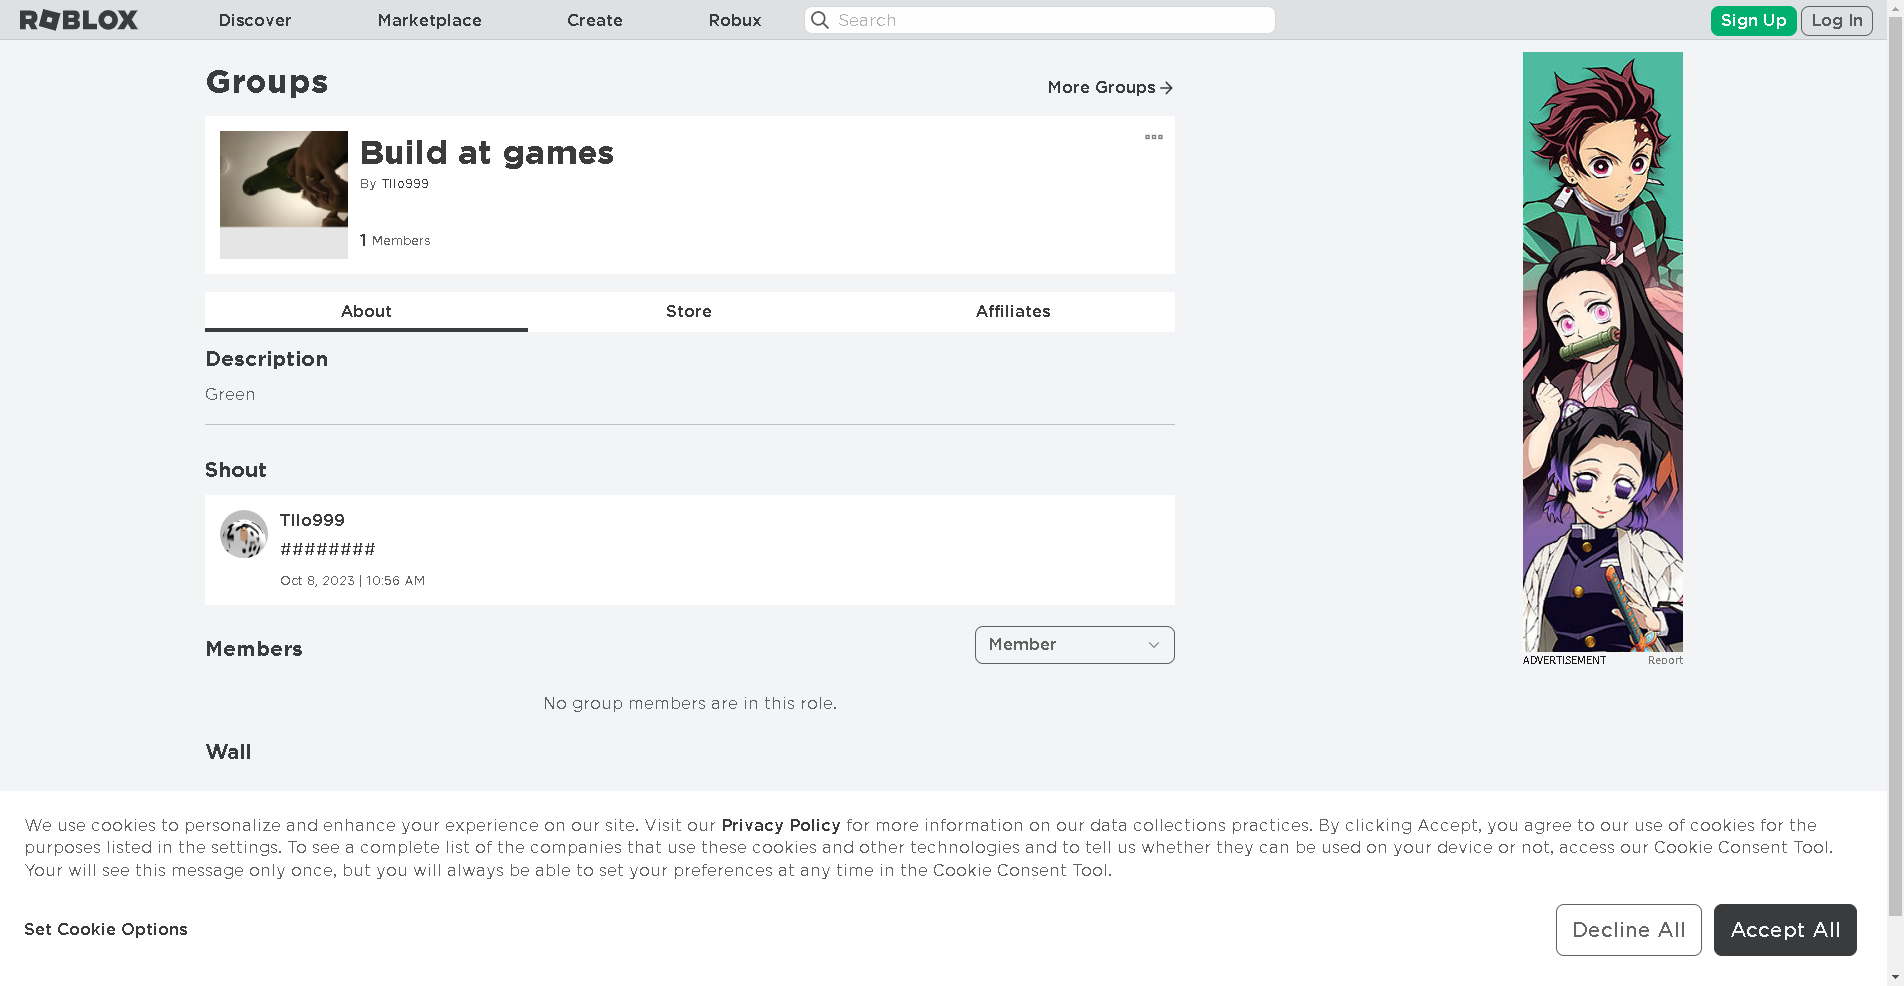 ROBLOX
Discover
Marketplace
Create
Robux
Search
Sign Up
Log In
Groups
More Groups
Build at games
By Tllo999
1 Members
About
Store
Affiliates
Description
Green
Shout
Tllo999
########
Oct 8, 2023 | 10:56 AM
Members
Member
No group members are in this role.
Wall
ADVERTISEMENT
Report
We use cookies to personalize and enhance your experience on our site. Visit our Privacy Policy for more information on our data collections practices. By clicking Accept, you agree to our use of cookies for the
purposes listed in the settings. To see a complete list of the companies that use these cookies and other technologies and to tell us whether they can be used on your device or not, access our Cookie Consent Tool.
Your will see this message only once, but you will always be able to set your preferences at any time in the Cookie Consent Tool.
Set Cookie Options
Decline All
Accept All